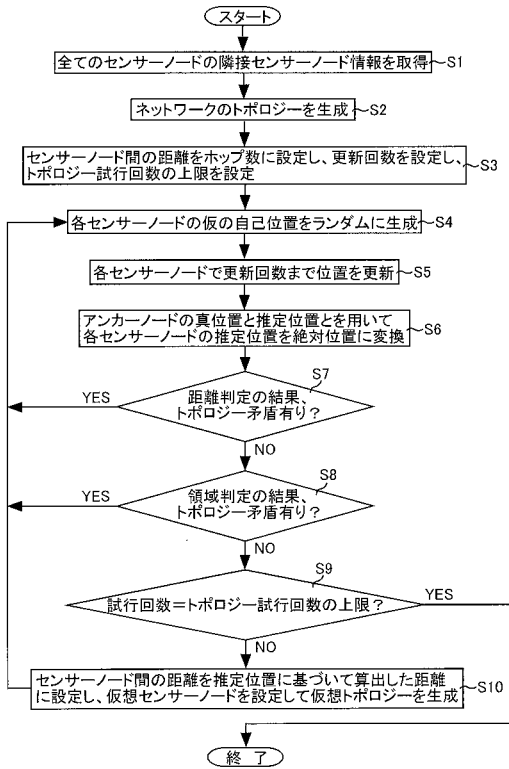 スタート
全てのセンサーノードの隣接センサーノード情報を取得
S1
ネットワークのトポロジーを生成
S2
センサーノード間の距離をホップ数に設定し、更新回数を設定し、
トポロジー試行回数の上限を設定
S3
各センサーノードの仮の自己位置をランダムに生成
S4
各センサーノードで更新回数まで位置を更新
S5
アンカーノードの真位置と推定位置とを用いて
各センサーノードの推定位置を絶対位置に変換
S6
S7
YES
距離判定の結果、
トポロジー矛盾有り?
NO
S8
YES
領域判定の結果、
トポロジー矛盾有り?
NO
S9
試行回数=トポロジー試行回数の上限?
YES
NO
センサーノード間の距離を推定位置に基づいて算出した距離
に設定し、仮想センサーノードを設定して仮想トポロジーを生成
S10
終了